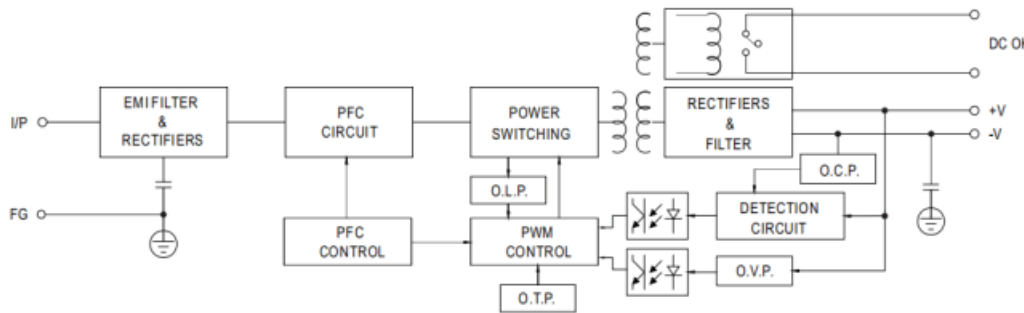 DC OK
I/P
EMI FILTER
&
RECTIFIERS
PFC
CIRCUIT
POWER
SWITCHING
RECTIFIERS
&
FILTER
+V
-V
O.C.P.
O.L.P.
FG
PFC
CONTROL
PWM
CONTROL
DETECTION
CIRCUIT
O.V.P.
O.T.P.